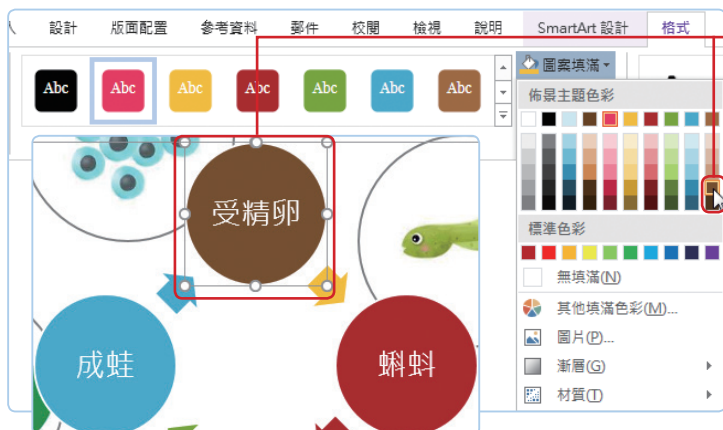 設計 版面配置 參考資料 郵件 校閱 檢視 說明 SmartArt 設計 格式
Abc Abc Abc Abc Abc Abc Abc
圖案填滿
佈景主題色彩
標準色彩
無填滿(N)
其他填滿色彩(M)...
圖片(P)...
漸層(G)
材質(T)
受精卵
成蛙
蝌蚪